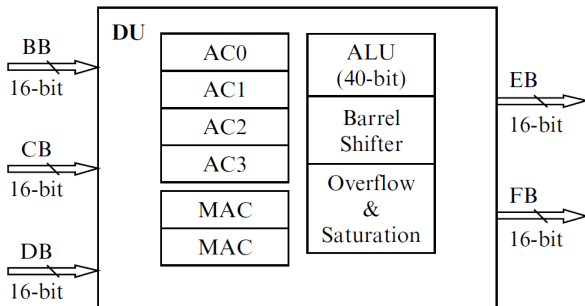 BB
16-bit
CB
16-bit
DB
16-bit
DU
AC0
AC1
AC2
AC3
MAC
MAC
ALU
(40-bit)
Barrel
Shifter
Overflow
&
Saturation
EB
16-bit
FB
16-bit